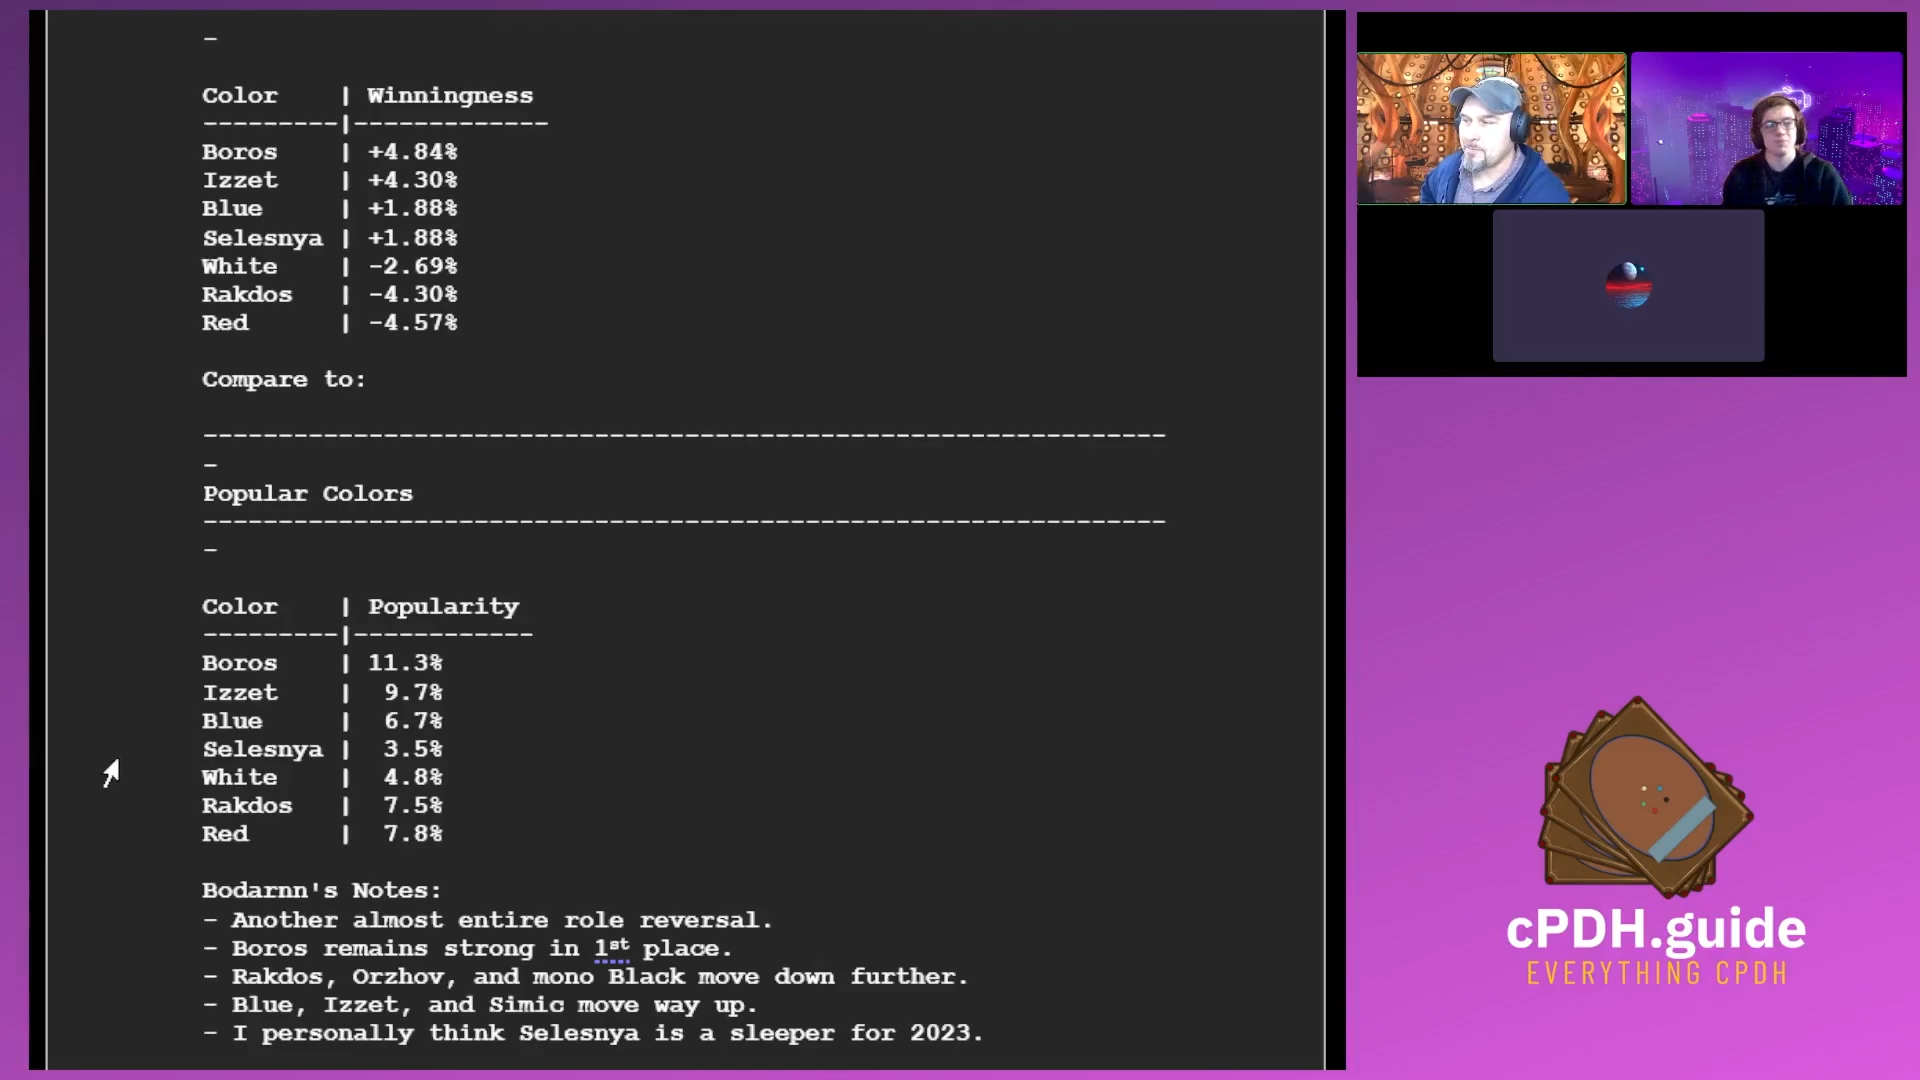 -
Color | Winningness
---------|-------------
Boros | +4.84%
Izzet | +4.30%
Blue | +1.88%
Selesnya | +1.88%
White | -2.69%
Rakdos | -4.30%
Red | -4.57%
Compare to:
----------------------------------------------------------------
-
Popular Colors
----------------------------------------------------------------
-
Color | Popularity
---------|------------
Boros | 11.3%
Izzet | 9.7%
Blue | 6.7%
Selesnya | 3.5%
White | 4.8%
Rakdos | 7.5%
Red | 7.8%
Bodarnn's Notes:
- Another almost entire role reversal.
- Boros remains strong in 1st place.
- Rakdos, Orzhov, and mono Black move down further.
- Blue, Izzet, and Simic move way up.
- I personally think Selesnya is a sleeper for 2023.
cPDH.guide
EVERYTHING CPDH